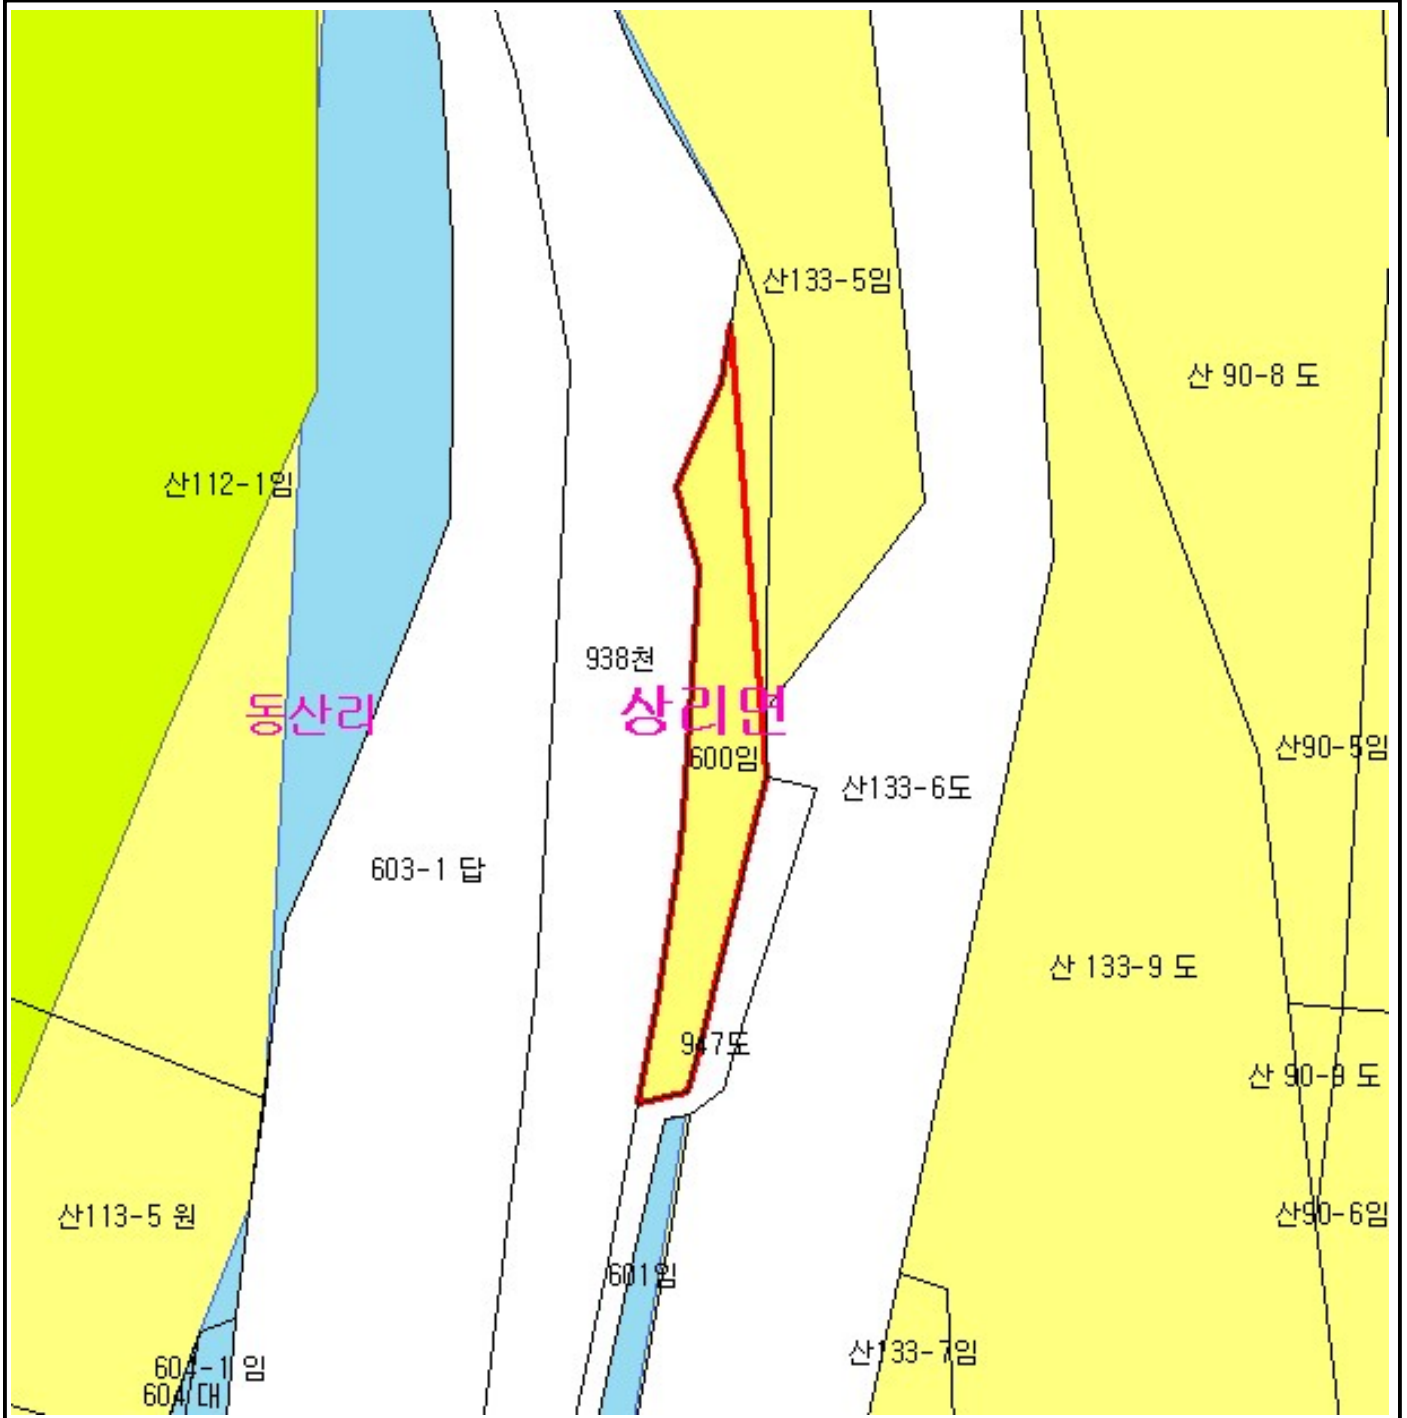 산133-5임
산 90-8 도
산112-1임
938천
동산리
상리면
산90-5임
600임
산133-6도
603-1 답
산 133-9 도
947도
산 90-9 도
산113-5 원
산90-6임
601임
산133-7임
604-1 임
604 대